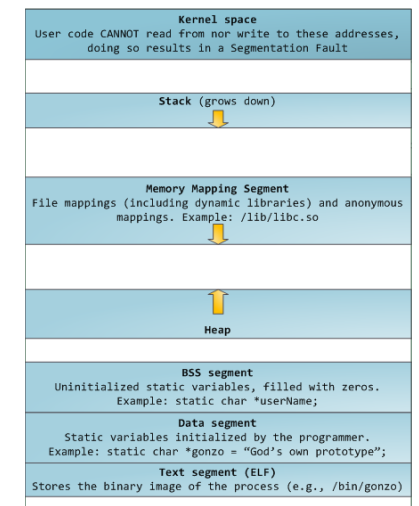 Kernel space
User code CANNOT read from nor write to these addresses,
doing so results in a Segmentation Fault
Stack (grows down)
Memory Mapping Segment
File mappings (including dynamic libraries) and anonymous
mappings. Example: /lib/libc.so
Heap
BSS segment
Uninitialized static variables, filled with zeros.
Example: static char *userName;
Data segment
Static variables initialized by the programmer.
Example: static char *gonzo = “God’s own prototype”;
Text segment (ELF)
Stores the binary image of the process (e.g., /bin/gonzo)